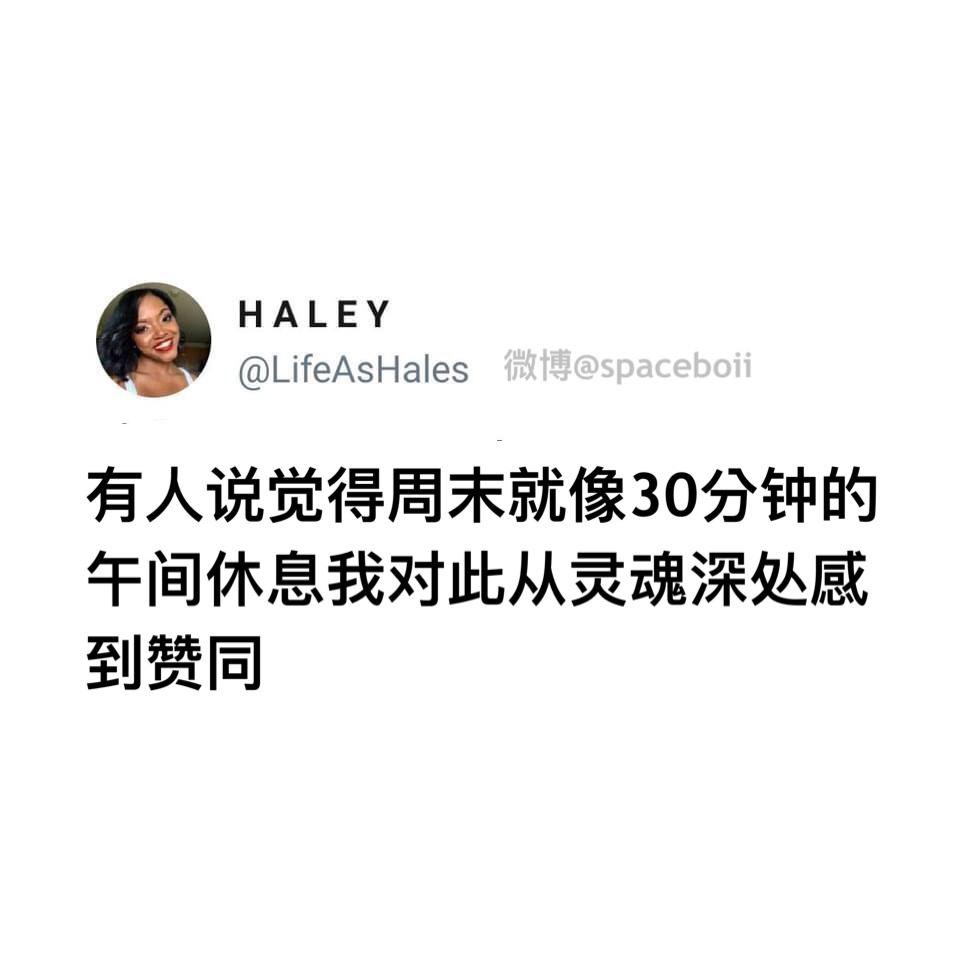 HALEY
@LifeAsHales 微博@spaceboii
有人说觉得周末就像30分钟的
午间休息我对此从灵魂深处感
到赞同